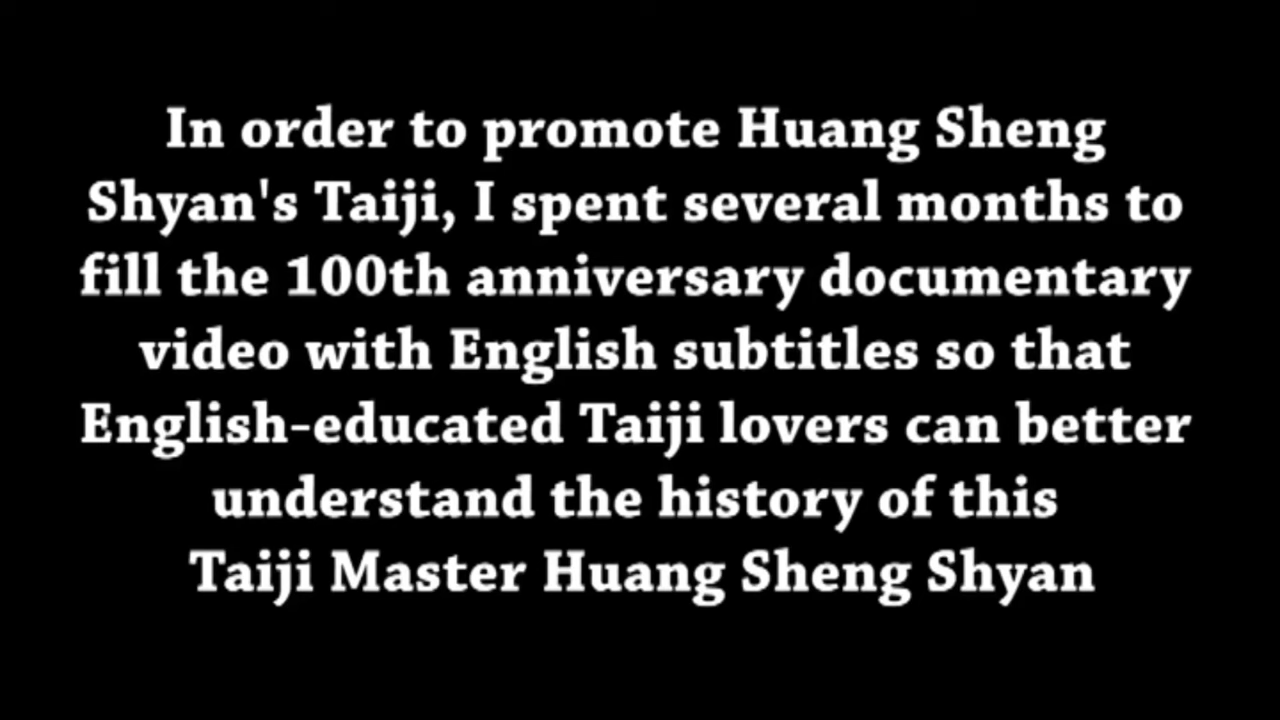 In order to promote Huang Sheng
Shyan's Taiji, I spent several months to
fill the 100th anniversary documentary
video with English subtitles so that
English-educated Taiji lovers can better
understand the history of this
Taiji Master Huang Sheng Shyan